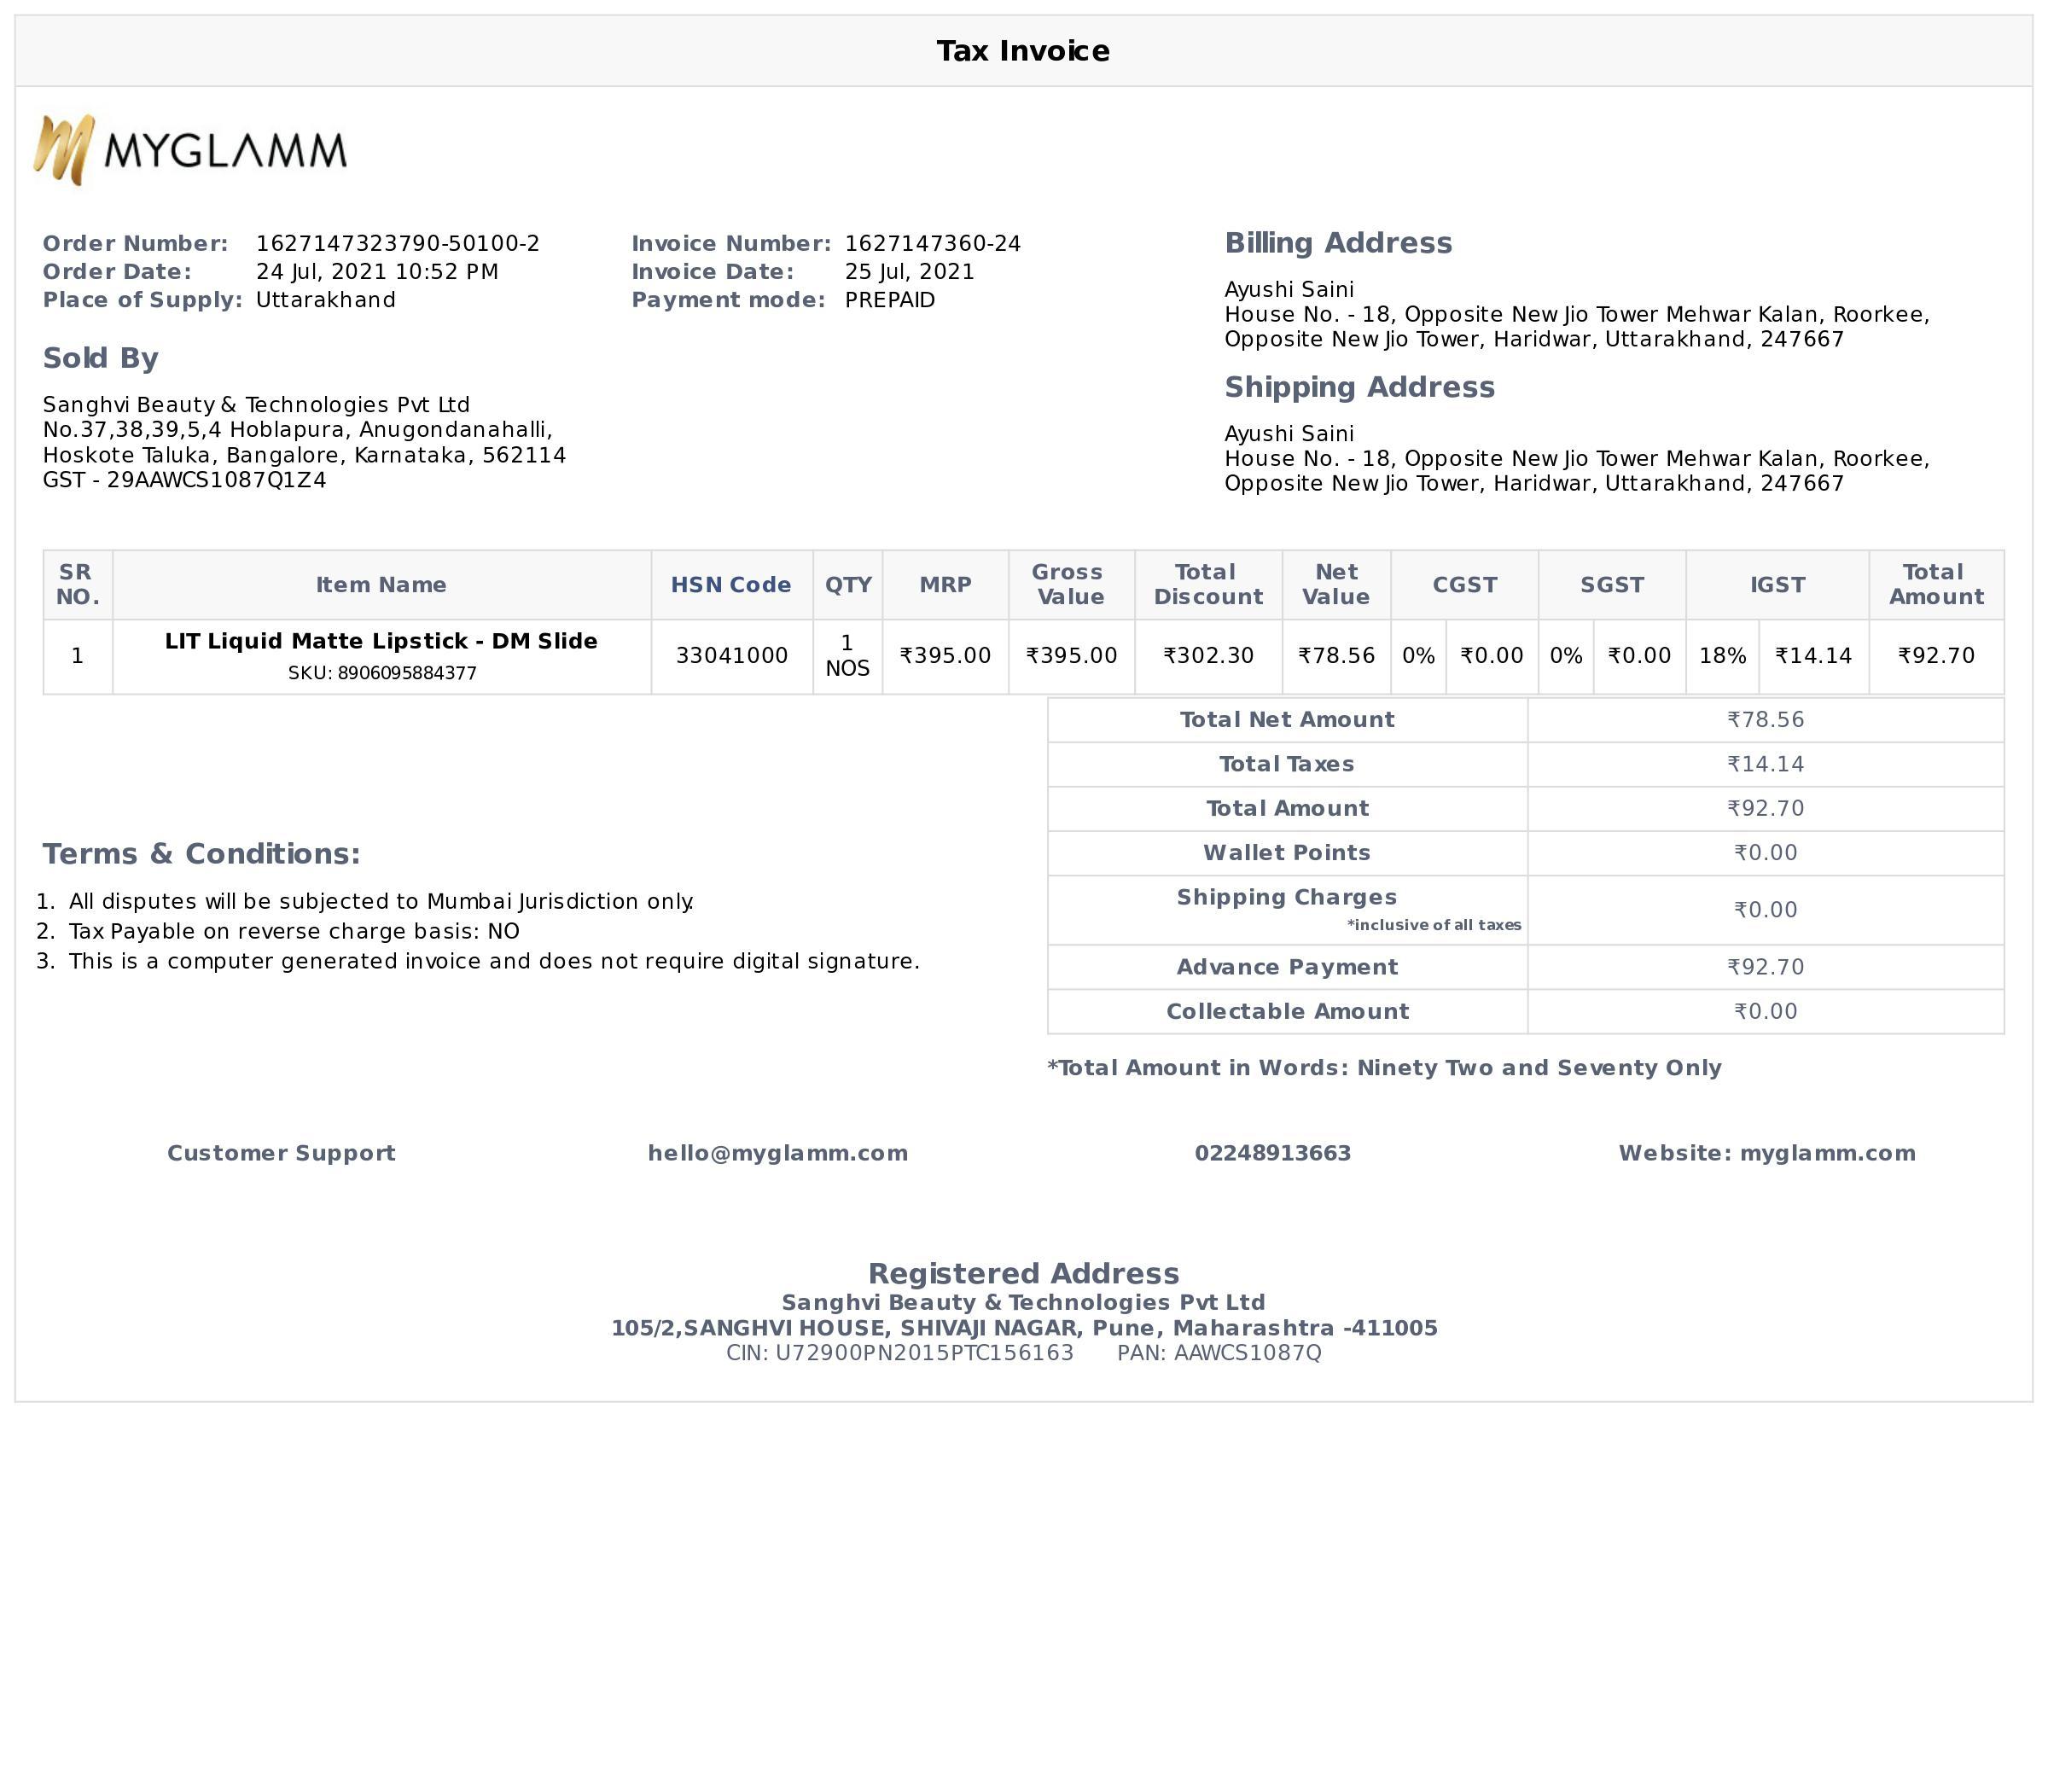 Tax Invoice
MYGLAMM
Order Number: 1627147323790-50100-2
Order Date: 24 Jul, 2021 10:52 PM
Place of Supply: Uttarakhand
Invoice Number: 1627147360-24
Invoice Date: 25 Jul, 2021
Payment mode: PREPAID
Sold By
Sanghvi Beauty & Technologies Pvt Ltd
No.37,38,39,5,4 Hoblapura, Anugondanahalli,
Hoskote Taluka, Bangalore, Karnataka, 562114
GST - 29AAWCS1087Q1Z4
Billing Address
Ayushi Saini
House No. - 18, Opposite New Jio Tower Mehwar Kalan, Roorkee,
Opposite New Jio Tower, Haridwar, Uttarakhand, 247667
Shipping Address
Ayushi Saini
House No. - 18, Opposite New Jio Tower Mehwar Kalan, Roorkee,
Opposite New Jio Tower, Haridwar, Uttarakhand, 247667
SR NO. Item Name HSN Code QTY MRP Gross Value Total Discount Net Value CGST SGST IGST Total Amount
1 LIT Liquid Matte Lipstick - DM Slide 33041000 1 NOS ₹395.00 ₹395.00 ₹302.30 ₹78.56 0% ₹0.00 0% ₹0.00 18% ₹14.14 ₹92.70
SKU: 8906095884377
Total Net Amount ₹78.56
Total Taxes ₹14.14
Total Amount ₹92.70
Wallet Points ₹0.00
Shipping Charges ₹0.00
*inclusive of all taxes
Advance Payment ₹92.70
Collectable Amount ₹0.00
*Total Amount in Words: Ninety Two and Seventy Only
Terms & Conditions:
1. All disputes will be subjected to Mumbai Jurisdiction only.
2. Tax Payable on reverse charge basis: NO
3. This is a computer generated invoice and does not require digital signature.
Customer Support hello@myglamm.com 02248913663 Website: myglamm.com
Registered Address
Sanghvi Beauty & Technologies Pvt Ltd
105/2,SANGHVI HOUSE, SHIVAJI NAGAR, Pune, Maharashtra -411005
CIN: U72900PN2015PTC156163 PAN: AAWCS1087Q